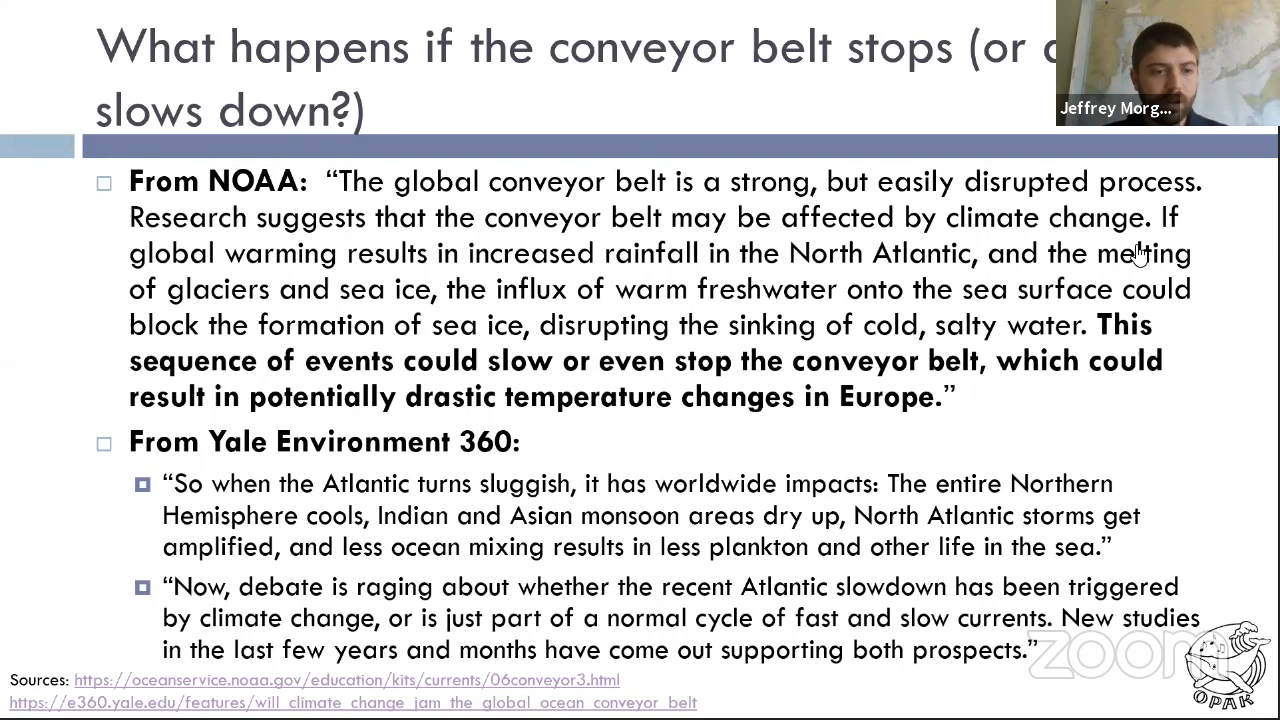 What happens if the conveyor belt stops (or
slows down?)
Jeffrey Morg...
From NOAA: “The global conveyor belt is a strong, but easily disrupted process.
Research suggests that the conveyor belt may be affected by climate change. If
global warming results in increased rainfall in the North Atlantic, and the melting
of glaciers and sea ice, the influx of warm freshwater onto the sea surface could
block the formation of sea ice, disrupting the sinking of cold, salty water. This
sequence of events could slow or even stop the conveyor belt, which could
result in potentially drastic temperature changes in Europe.”
From Yale Environment 360:
“So when the Atlantic turns sluggish, it has worldwide impacts: The entire Northern
Hemisphere cools, Indian and Asian monsoon areas dry up, North Atlantic storms get
amplified, and less ocean mixing results in less plankton and other life in the sea.”
“Now, debate is raging about whether the recent Atlantic slowdown has been triggered
by climate change, or is just part of a normal cycle of fast and slow currents. New studies
in the last few years and months have come out supporting both prospects.”
zoom
OPAK
Sources: https://oceanservice.noaa.gov/education/kits/currents/06conveyor3.html
https://e360.yale.edu/features/will_climate_change_jam_the_global_ocean_conveyor_belt